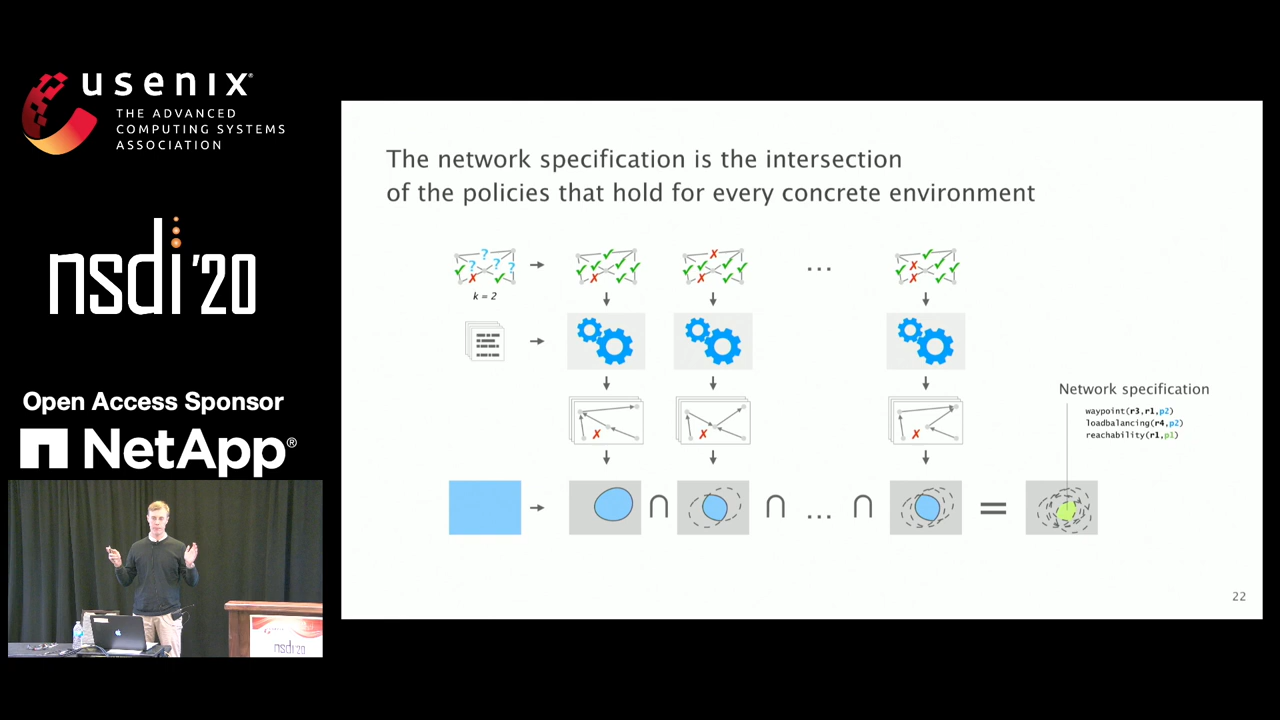 usenix®
THE ADVANCED
COMPUTING SYSTEMS
ASSOCIATION
nsdi '20
Open Access Sponsor
NetApp®
The network specification is the intersection
of the policies that hold for every concrete environment
? ? ? ?
k = 2
...
Network specification
waypoint(r3,r1,p2)
loadbalancing(r4,p2)
reachability(r1,p1)
∩ ∩ ... ∩ =
22
nsdi '20